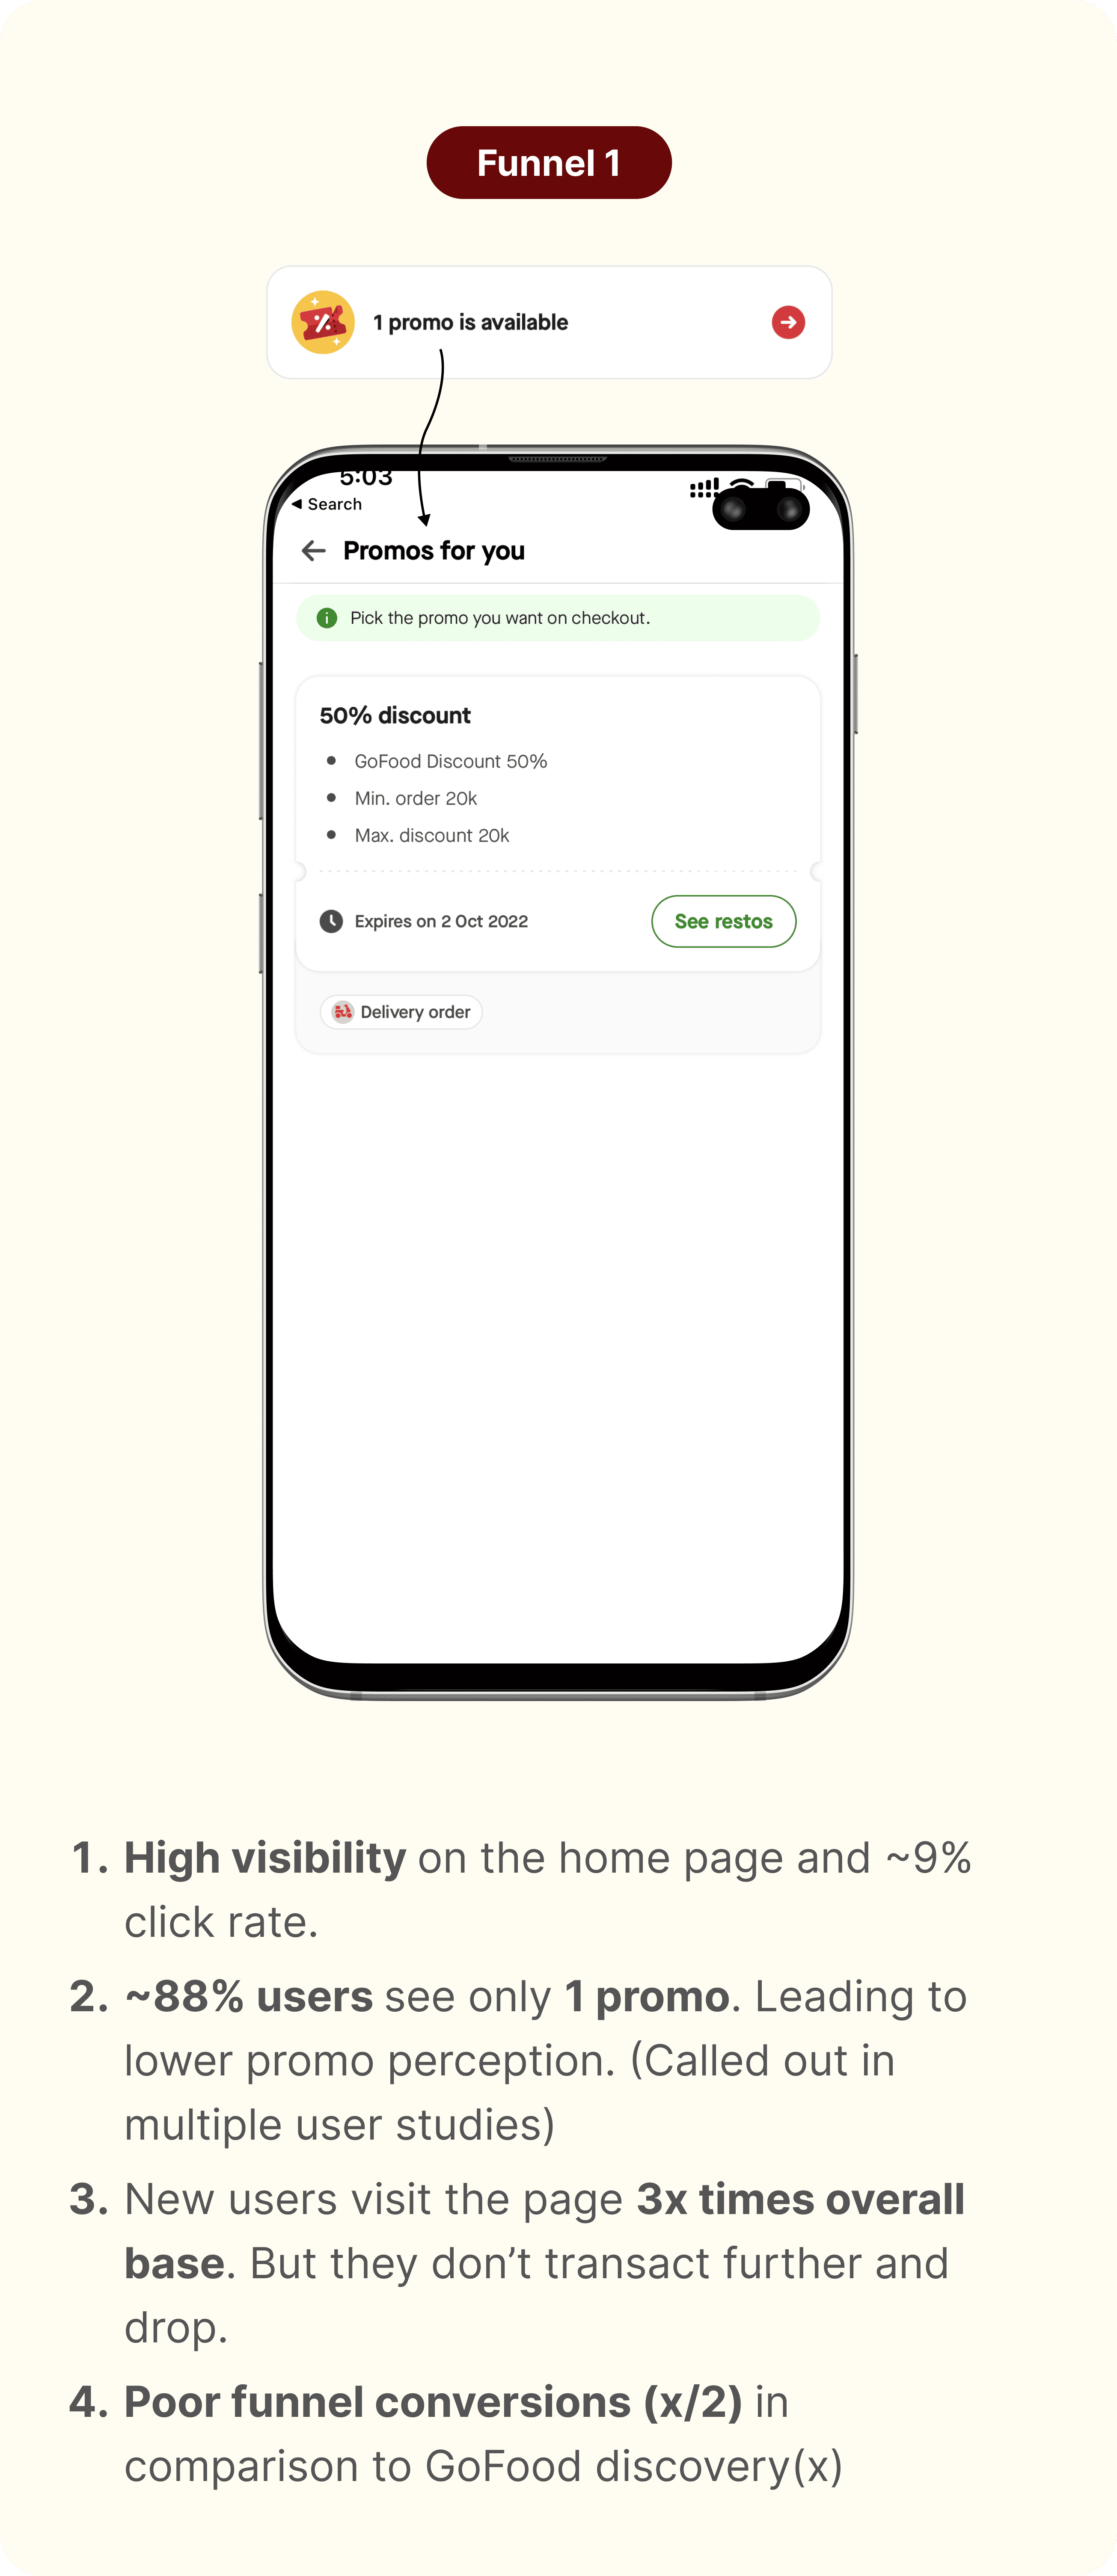 Funnel 1
1 promo is available
5:03
◀ Search
Promos for you
Pick the promo you want on checkout.
50% discount
• GoFood Discount 50%
• Min. order 20k
• Max. discount 20k
Expires on 2 Oct 2022
See restos
Delivery order
1. High visibility on the home page and ~9%
click rate.
2. ~88% users see only 1 promo. Leading to
lower promo perception. (Called out in
multiple user studies)
3. New users visit the page 3x times overall
base. But they don’t transact further and
drop.
4. Poor funnel conversions (x/2) in
comparison to GoFood discovery(x)